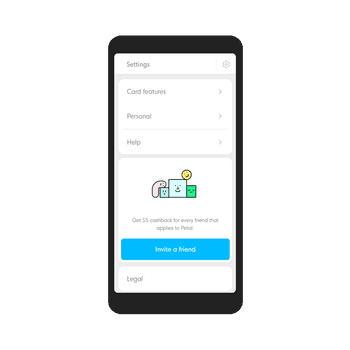 Settings
Card features
Personal
Help
Get $5 cashback for every friend that
applies to Petal
Invite a friend
Legal